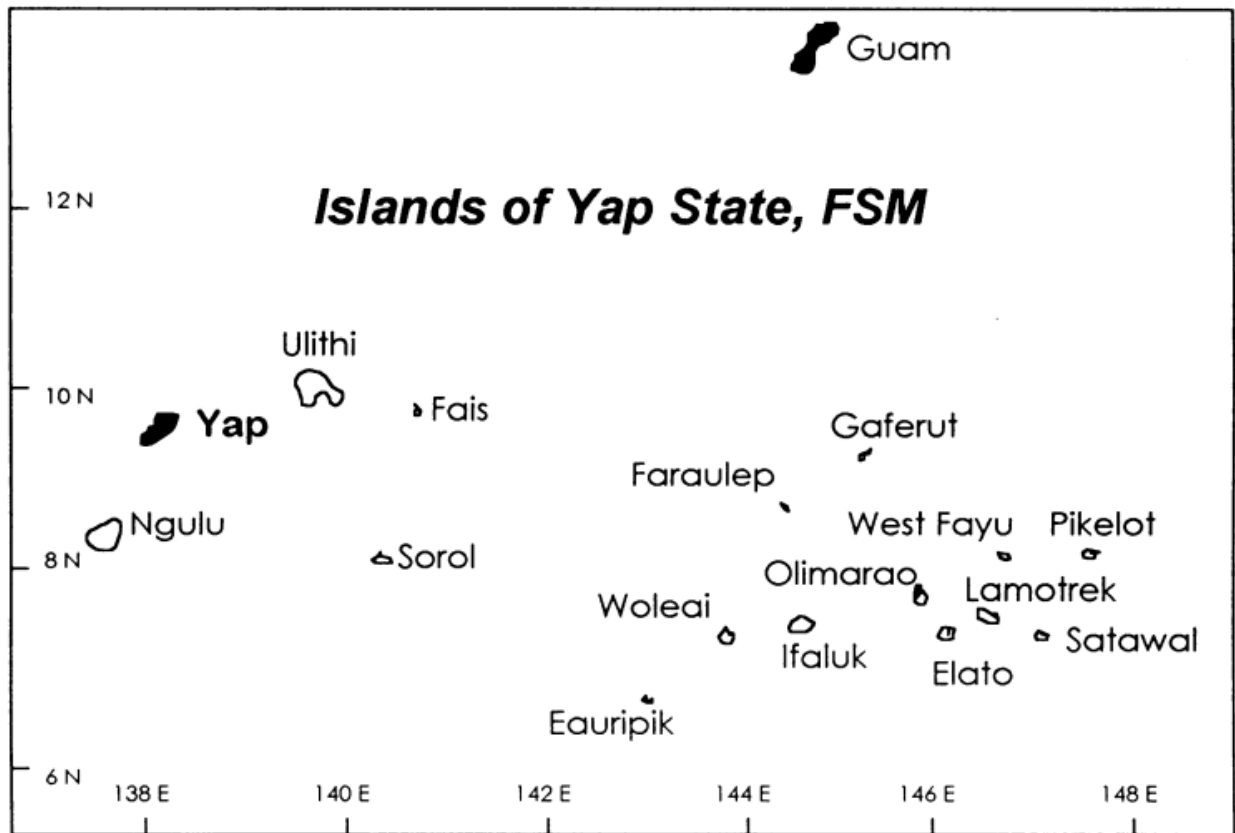 Guam
12 N
Islands of Yap State, FSM
Ulithi
10 N
Fais
Yap
Gaferut
Faraulep
Ngulu
West Fayu
Pikelot
8 N
Sorol
Olimarao
Lamotrek
Woleai
Satawal
Ifaluk
Elato
Eauripik
6 N
138 E
140 E
142 E
144 E
146 E
148 E